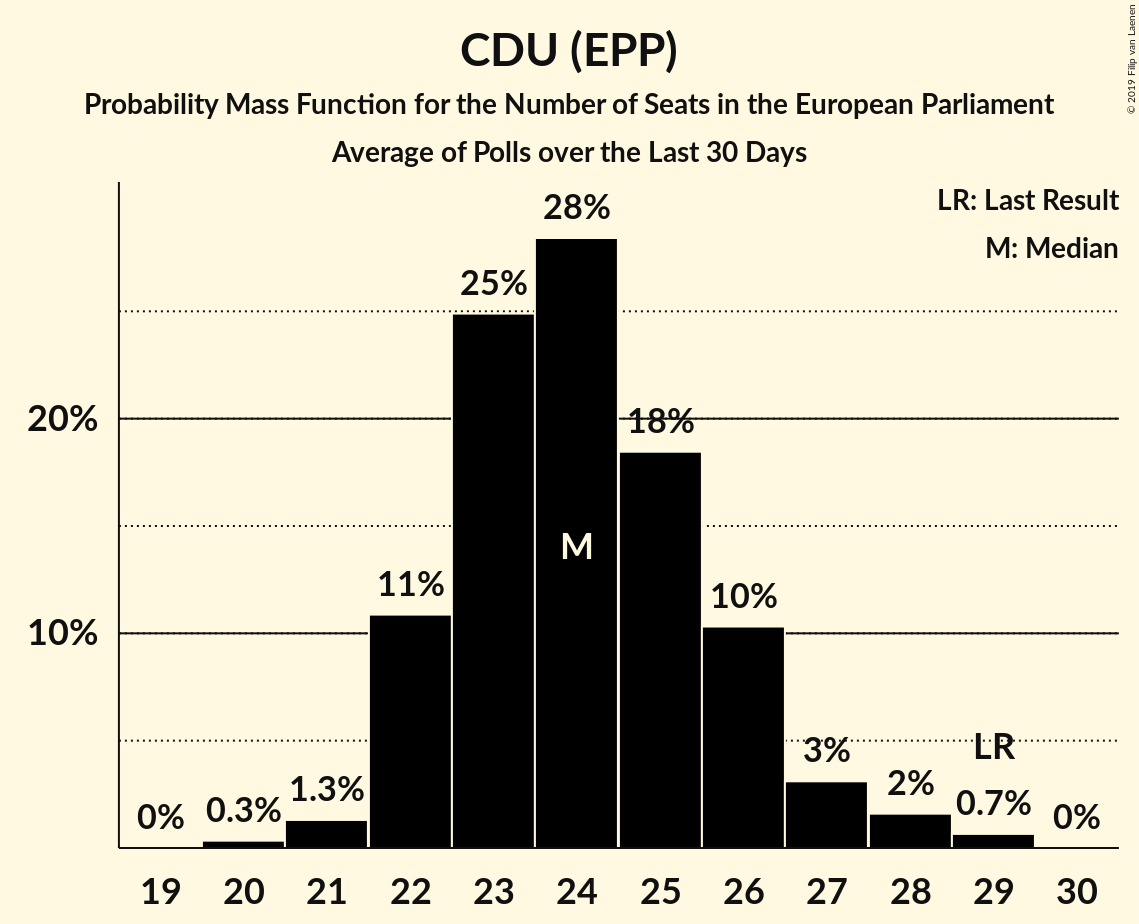 CDU (EPP)
Probability Mass Function for the Number of Seats in the European Parliament
Average of Polls over the Last 30 Days
© 2019 Filip van Laenen
LR: Last Result
M: Median
28%
25%
20%
18%
M
11%
10%
10%
3%
LR
2%
1.3%
0.7%
0.3%
0%
0%
19 20 21 22 23 24 25 26 27 28 29 30